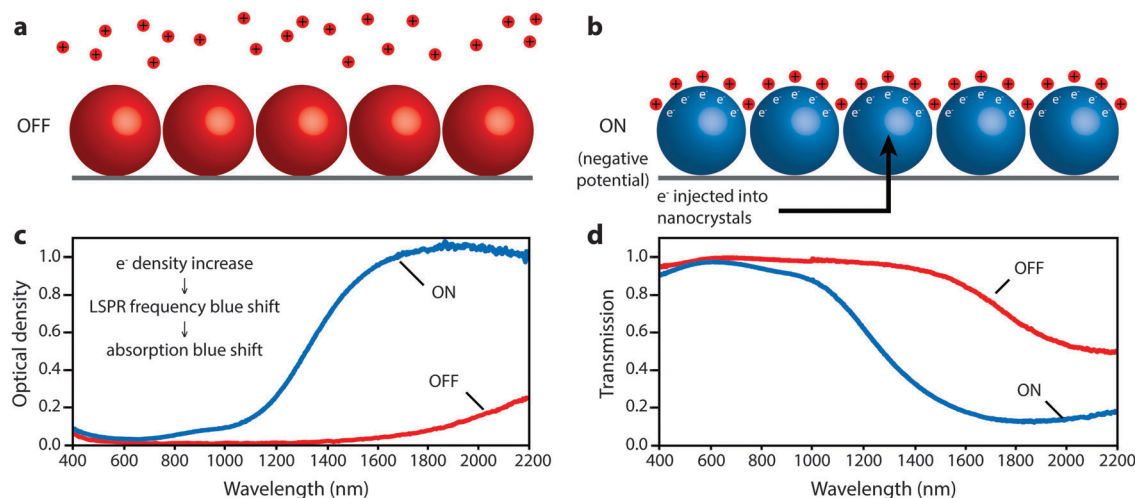 a
OFF
b
ON
(negative
potential)
e⁻ e⁻ e⁻ e⁻ e⁻
e⁻ e⁻ e⁻ e⁻ e⁻
e⁻ e⁻ e⁻ e⁻ e⁻
e⁻ e⁻ e⁻ e⁻ e⁻
e⁻ e⁻ e⁻ e⁻ e⁻
e⁻ injected into
nanocrystals
c
Optical density
1.0
0.8
0.6
0.4
0.2
0.0
e⁻ density increase
↓
LSPR frequency blue shift
↓
absorption blue shift
ON
OFF
400 600 800 1000 1200 1400 1600 1800 2000 2200
Wavelength (nm)
d
Transmission
1.0
0.8
0.6
0.4
0.2
0.0
OFF
ON
400 600 800 1000 1200 1400 1600 1800 2000 2200
Wavelength (nm)